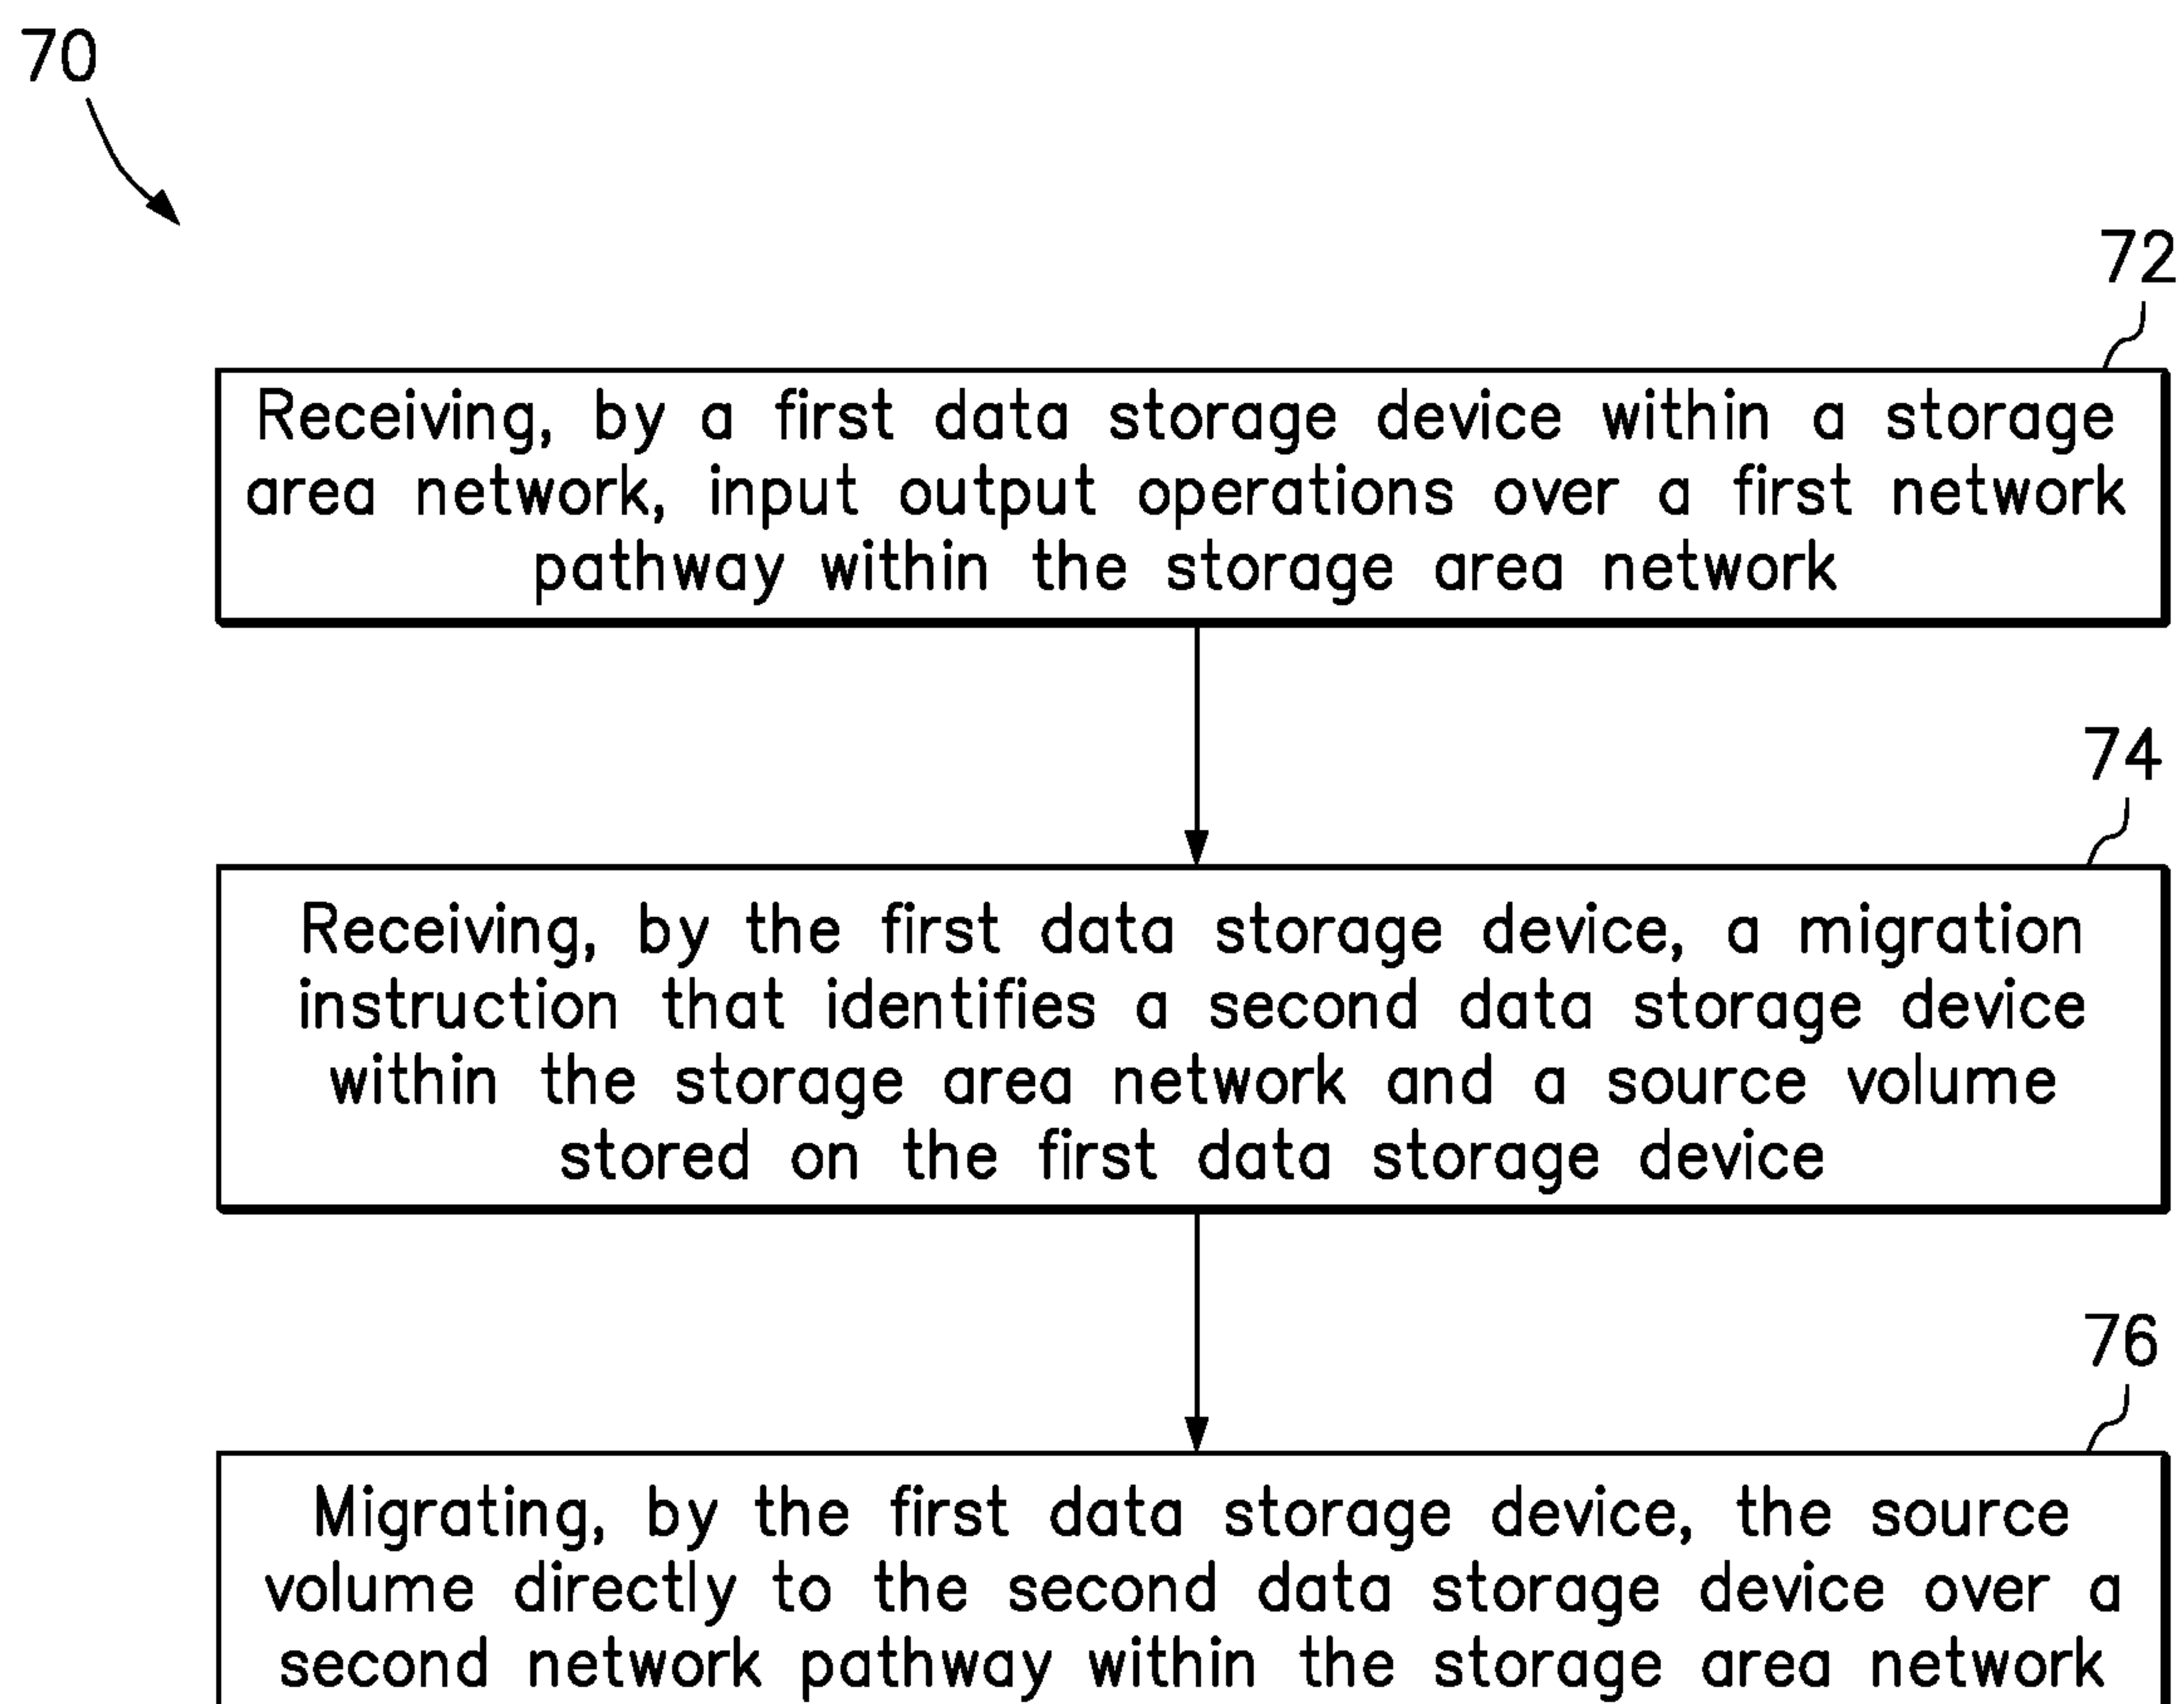 70
72
Receiving, by a first data storage device within a storage
area network, input output operations over a first network
pathway within the storage area network
74
Receiving, by the first data storage device, a migration
instruction that identifies a second data storage device
within the storage area network and a source volume
stored on the first data storage device
76
Migrating, by the first data storage device, the source
volume directly to the second data storage device over a
second network pathway within the storage area network